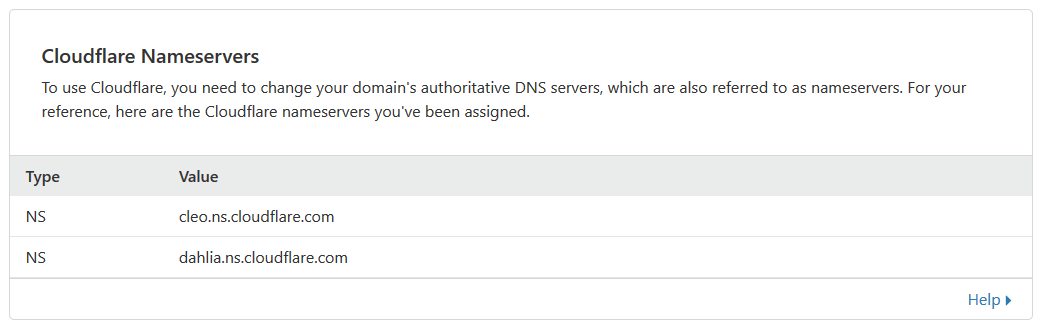 Cloudflare Nameservers
To use Cloudflare, you need to change your domain's authoritative DNS servers, which are also referred to as nameservers. For your
reference, here are the Cloudflare nameservers you've been assigned.
Type Value
NS cleo.ns.cloudflare.com
NS dahlia.ns.cloudflare.com
Help